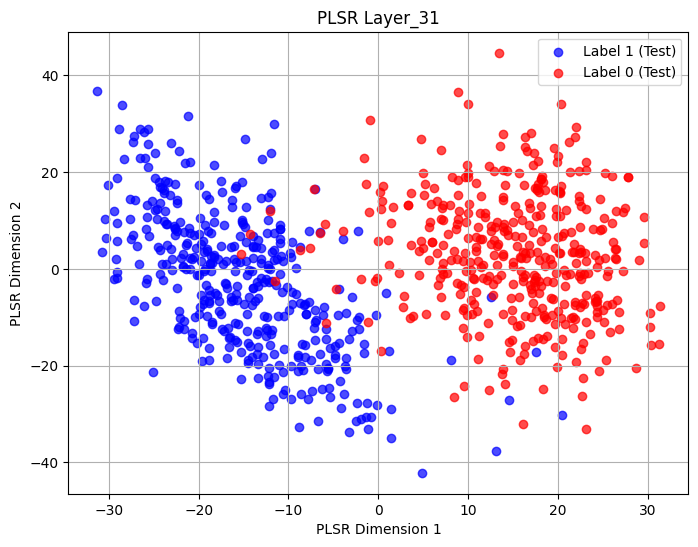 PLSR Layer_31
Label 1 (Test)
Label 0 (Test)
PLSR Dimension 2
40
20
0
−20
−40
−30
−20
−10
0
10
20
30
PLSR Dimension 1